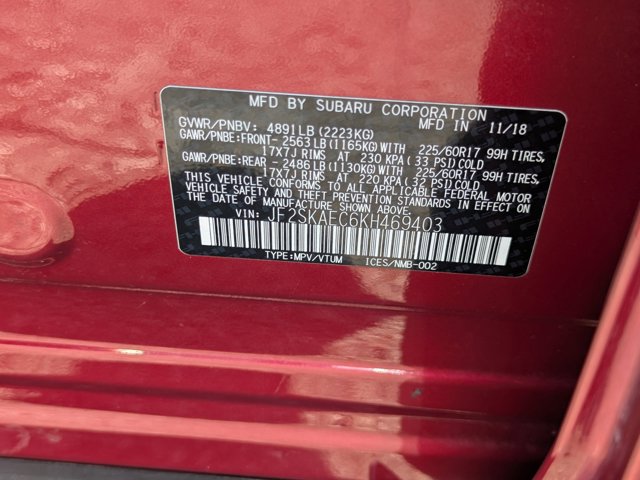 MFD BY SUBARU CORPORATION
GVWR/PNBV: 4891LB (2223KG) MFD IN 11/18
GAWR/PNBE:FRONT- 2563 LB (1165KG) WITH 225/60R17 99H TIRES,
17X7J RIMS AT 230 KPA ( 33 PSI) COLD
GAWR/PNBE:REAR - 2486 LB (1130KG) WITH 225/60R17 99H TIRES,
17X7J RIMS AT 220 KPA ( 32 PSI) COLD
THIS VEHICLE CONFORMS TO ALL APPLICABLE FEDERAL MOTOR
VEHICLE SAFETY AND THEFT PREVENTION STANDARDS IN EFFECT ON
THE DATE OF MANUFACTURE SHOWN ABOVE.
VIN: JF2SKAEC6KH469403
TYPE:MPV/VTUM ICES/NMB-002